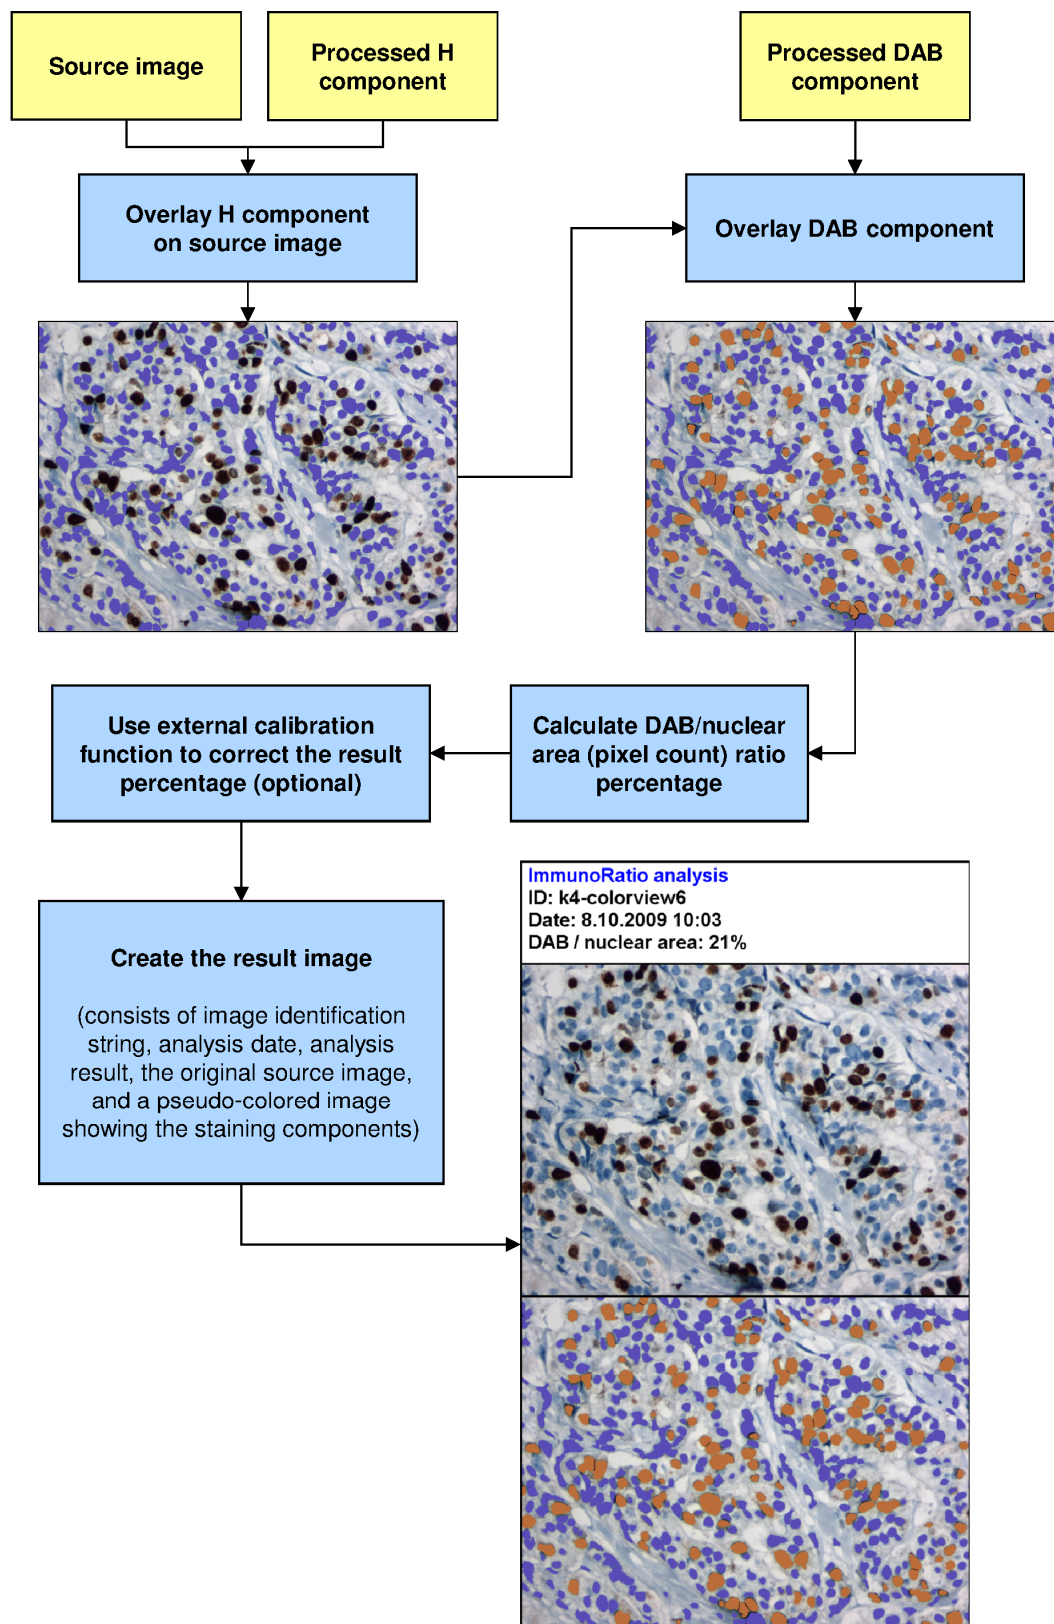 Source image
Processed H
component
Processed DAB
component
Overlay H component
on source image
Overlay DAB component
Use external calibration
function to correct the result
percentage (optional)
Calculate DAB/nuclear
area (pixel count) ratio
percentage
Create the result image
(consists of image identification
string, analysis date, analysis
result, the original source image,
and a pseudo-colored image
showing the staining components)
ImmunoRatio analysis
ID: k4-colorview6
Date: 8.10.2009 10:03
DAB / nuclear area: 21%